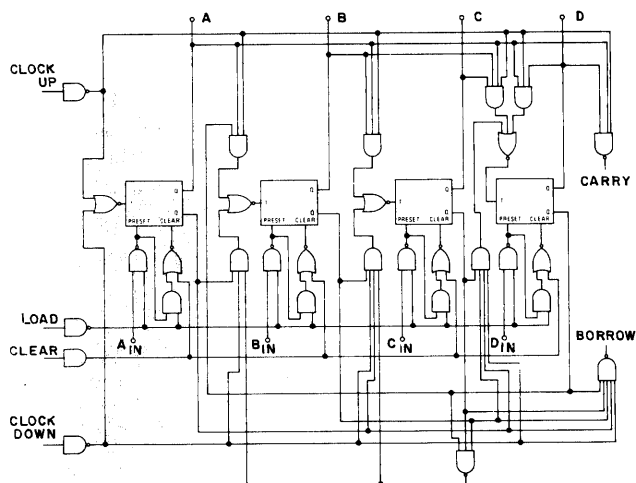 A B C D
CLOCK
UP
CARRY
T Q
Q
PRESET CLEAR
T Q
Q
PRESET CLEAR
T Q
Q
PRESET CLEAR
T Q
Q
PRESET CLEAR
LOAD
A IN
B IN
C IN
D IN
BORROW
CLEAR
CLOCK
DOWN